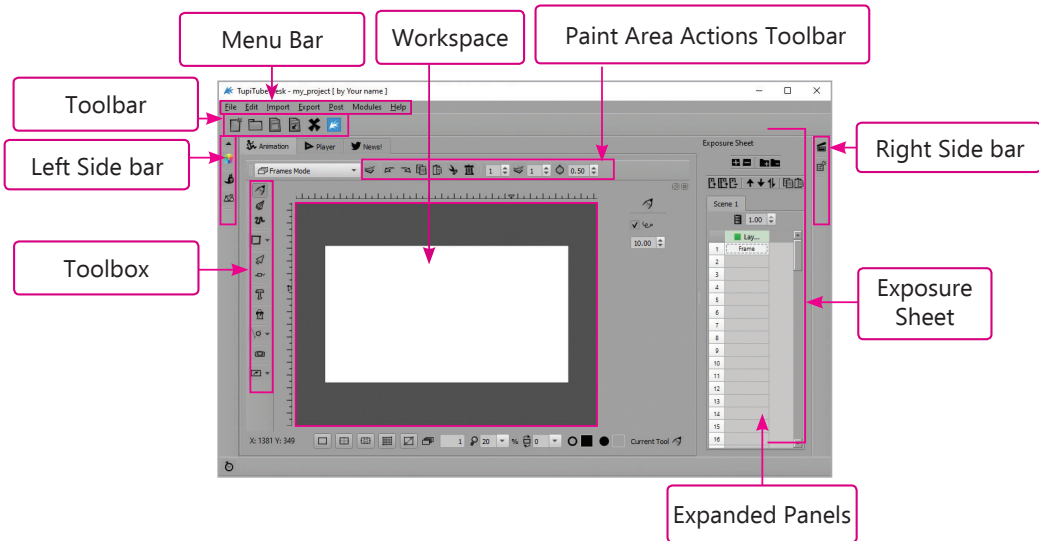 Menu Bar
Workspace
Paint Area Actions Toolbar
Toolbar
Left Side bar
Toolbox
Right Side bar
Exposure
Sheet
Expanded Panels
TupiTube Desk - my_project [ by Your name ]
File Edit Import Export Post Modules Help
Animation Player News!
Exposure Sheet
Frames Mode
1 1 0.50
Scene 1
1.00
10.00
Lay...
1 Frame
2
3
4
5
6
7
8
9
10
11
12
13
14
15
16
X: 1381 Y: 349
1 20 % 0
Current Tool